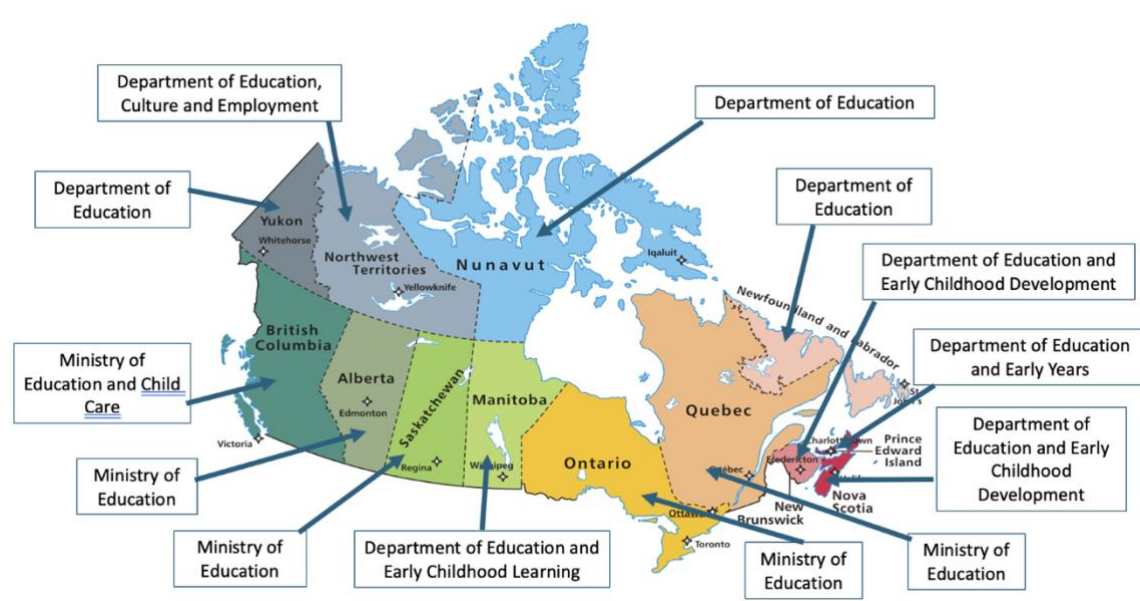 Department of Education,
Culture and Employment
Department of Education
Department of
Education
Department of
Education
Yukon
Whitehorse
Northwest
Territories
Yellowknife
Nunavut
Iqaluit
Newfoundland and Labrador
St.
John's
Department of Education and
Early Childhood Development
Department of Education
and Early Years
Department of
Education and Early
Childhood
Development
British
Columbia
Victoria
Ministry of
Education and Child
Care
Alberta
Edmonton
Saskatchewan
Regina
Manitoba
Winnipeg
Ontario
Ottawa
Toronto
Quebec
Québec
Charlottetown
Prince
Edward
Island
Fredericton
Nova
Scotia
New
Brunswick
Ministry of
Education
Ministry of
Education
Department of Education and
Early Childhood Learning
Ministry of
Education
Ministry of
Education